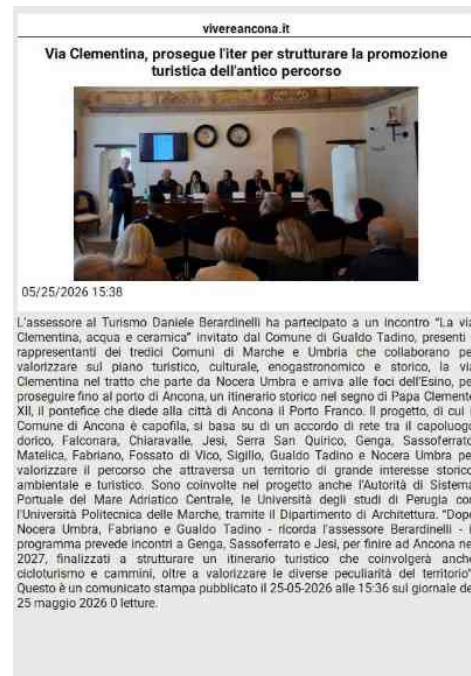 vivereancona.it
Via Clementina, prosegue l'iter per strutturare la promozione
turistica dell'antico percorso
05/25/2026 15:38
L'assessore al Turismo Daniele Berardinelli ha partecipato a un incontro "La via
Clementina, acqua e ceramica" invitato dal Comune di Gualdo Tadino, presenti
rappresentanti dei tredici Comuni di Marche e Umbria che collaborano pe
valorizzare sul piano turistico, culturale, enogastronomico e storico, la via
Clementina nel tratto che parte da Nocera Umbra e arriva alle foci dell'Esino, pe
proseguire fino al porto di Ancona, un itinerario storico nel segno di Papa Clemente
XII, il pontefice che diede alla città di Ancona il Porto Franco. Il progetto, di cui i
Comune di Ancona è capofila, si basa su di un accordo di rete tra il capoluogo
dorico, Falconara, Chiaravalle, Jesi, Serra San Quirico, Genga, Sassoferrato
Matelica, Fabriano, Fossato di Vico, Sigillo, Gualdo Tadino e Nocera Umbra pe
valorizzare il percorso che attraversa un territorio di grande interesse storico
ambientale e turistico. Sono coinvolte nel progetto anche l'Autorità di Sistema
Portuale del Mare Adriatico Centrale, le Università degli studi di Perugia con
l'Università Politecnica delle Marche, tramite il Dipartimento di Architettura. "Dopo
Nocera Umbra, Fabriano e Gualdo Tadino - ricorda l'assessore Berardinelli - i
programma prevede incontri a Genga, Sassoferrato e Jesi, per finire ad Ancona ne
2027, finalizzati a strutturare un itinerario turistico che coinvolgerà anche
cicloturismo e cammini, oltre a valorizzare le diverse peculiarità del territorio"
Questo è un comunicato stampa pubblicato il 25-05-2026 alle 15:36 sul giornale de
25 maggio 2026 0 letture.